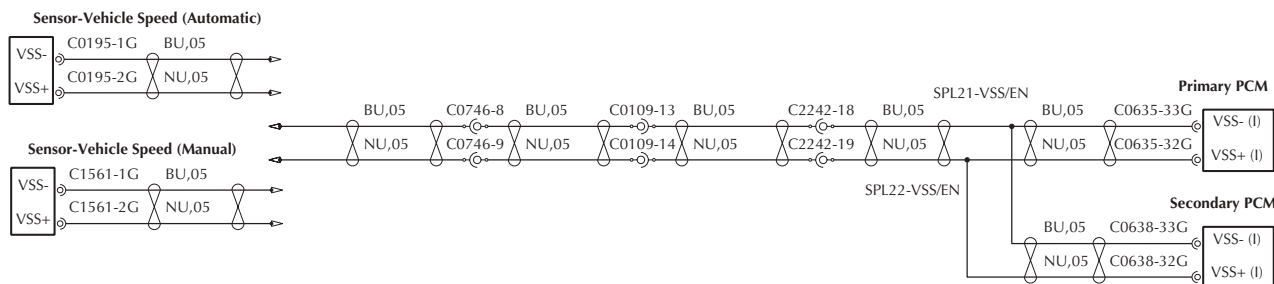 Sensor-Vehicle Speed (Automatic)
VSS-
C0195-1G
BU,05
VSS+
C0195-2G
NU,05
Sensor-Vehicle Speed (Manual)
VSS-
C1561-1G
BU,05
VSS+
C1561-2G
NU,05
BU,05
C0746-8
BU,05
C0109-13
BU,05
C2242-18
BU,05
SPL21-VSS/EN
BU,05
C0635-33G
NU,05
C0746-9
NU,05
C0109-14
NU,05
C2242-19
NU,05
SPL22-VSS/EN
NU,05
C0635-32G
Primary PCM
VSS- (I)
VSS+ (I)
Secondary PCM
BU,05
C0638-33G
VSS- (I)
NU,05
C0638-32G
VSS+ (I)